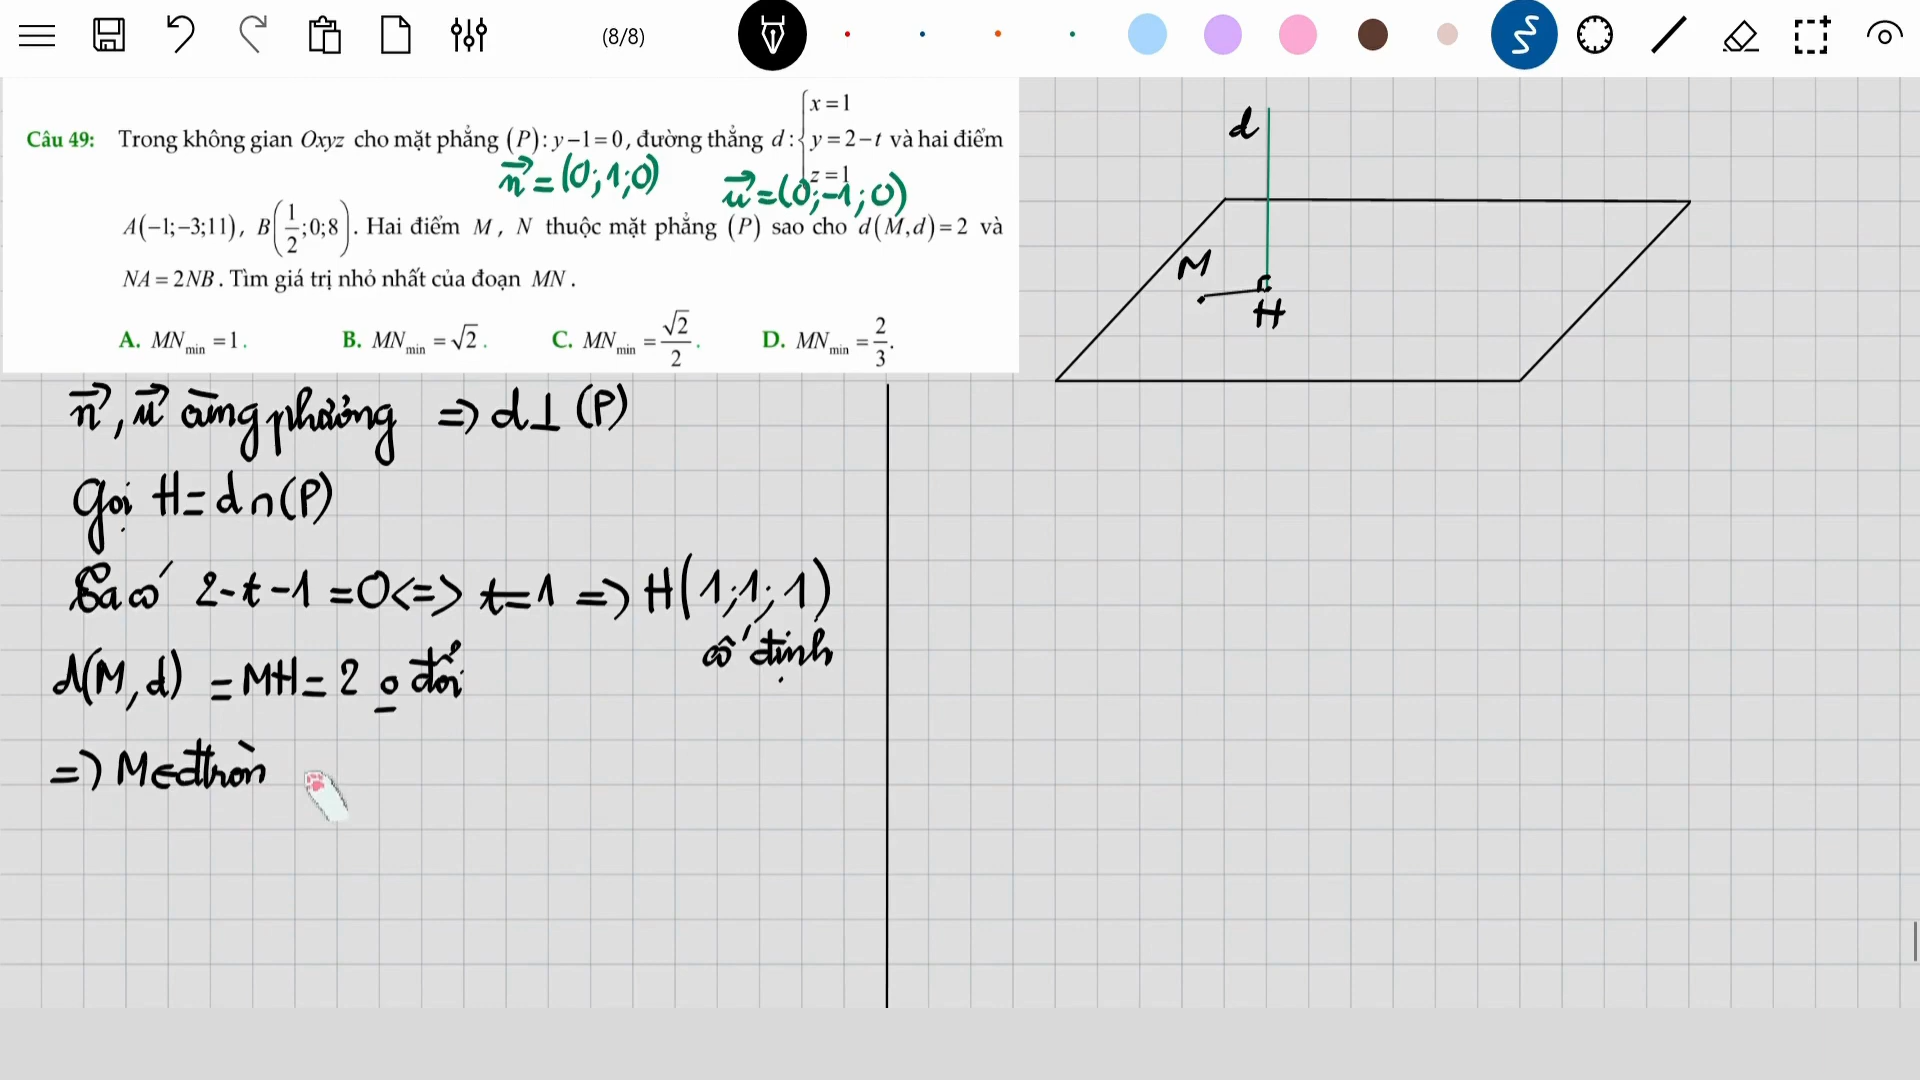 (8/8)
Câu 49: Trong không gian Oxyz cho mặt phẳng (P): y−1=0, đường thẳng d: { x=1 y=2−t z=1 và hai điểm
n⃗=(0;1;0) u⃗=(0;−1;0)
A(−1;−3;11), B(1/2;0;8). Hai điểm M, N thuộc mặt phẳng (P) sao cho d(M,d)=2 và
NA=2NB. Tìm giá trị nhỏ nhất của đoạn MN.
A. MN_min =1. B. MN_min =√2. C. MN_min =√2/2. D. MN_min =2/3.
d
M
H
n⃗, u⃗ cùng phương => d⊥(P)
Gọi H=d∩(P)
Ta có 2-t-1=0<=> t=1 => H(1;1;1)
cố định
d(M,d) =MH=2 o đổi
=> M∈đtròn